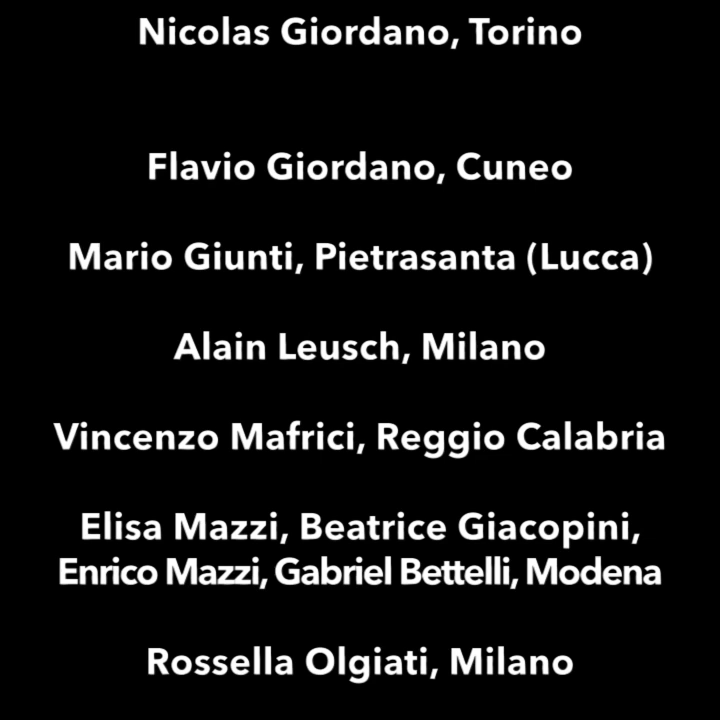 Nicolas Giordano, Torino
Flavio Giordano, Cuneo
Mario Giunti, Pietrasanta (Lucca)
Alain Leusch, Milano
Vincenzo Mafrici, Reggio Calabria
Elisa Mazzi, Beatrice Giacopini,
Enrico Mazzi, Gabriel Bettelli, Modena
Rossella Olgiati, Milano